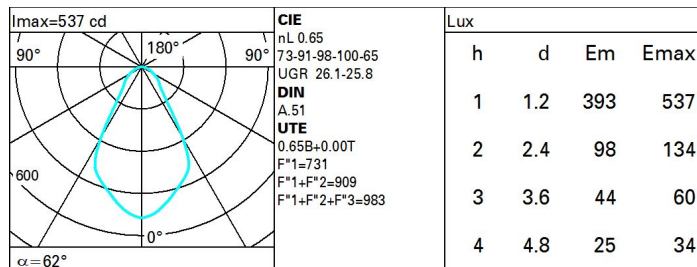 Imax=537 cd
90°
180°
90°
600
0°
α=62°
CIE
nL 0.65
73-91-98-100-65
UGR 26.1-25.8
DIN
A.51
UTE
0.65B+0.00T
F"1=731
F"1+F"2=909
F"1+F"2+F"3=983
Lux
h d Em Emax
1 1.2 393 537
2 2.4 98 134
3 3.6 44 60
4 4.8 25 34